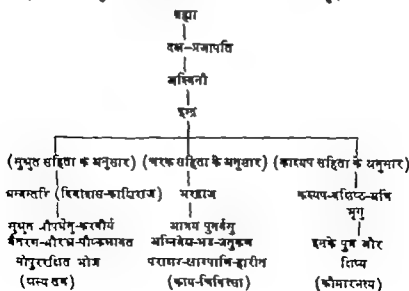 ब्रह्मा
दक्ष-प्रजापति
अश्विनी
इन्द्र
(सुश्रुत संहिता के अनुसार) (चरक संहिता के अनुसार) (काश्यप संहिता के अनुसार)
धन्वन्तरि (दिवोदास-काशिराज) भरद्वाज कश्यप-वसिष्ठ-अत्रि
भृगु
सुश्रुत औपधेनु-करवीर्य आत्रेय पुनर्वसु इनके पुत्र और
वैतरण-औरभ्र-पौष्कलावत अग्निवेश-भेड-जतुकर्ण शिष्य
गोपुररक्षित भोज पराशर-क्षारपाणि-हारीत (कौमारभृत्य)
(शल्य तंत्र) (काय-चिकित्सा)